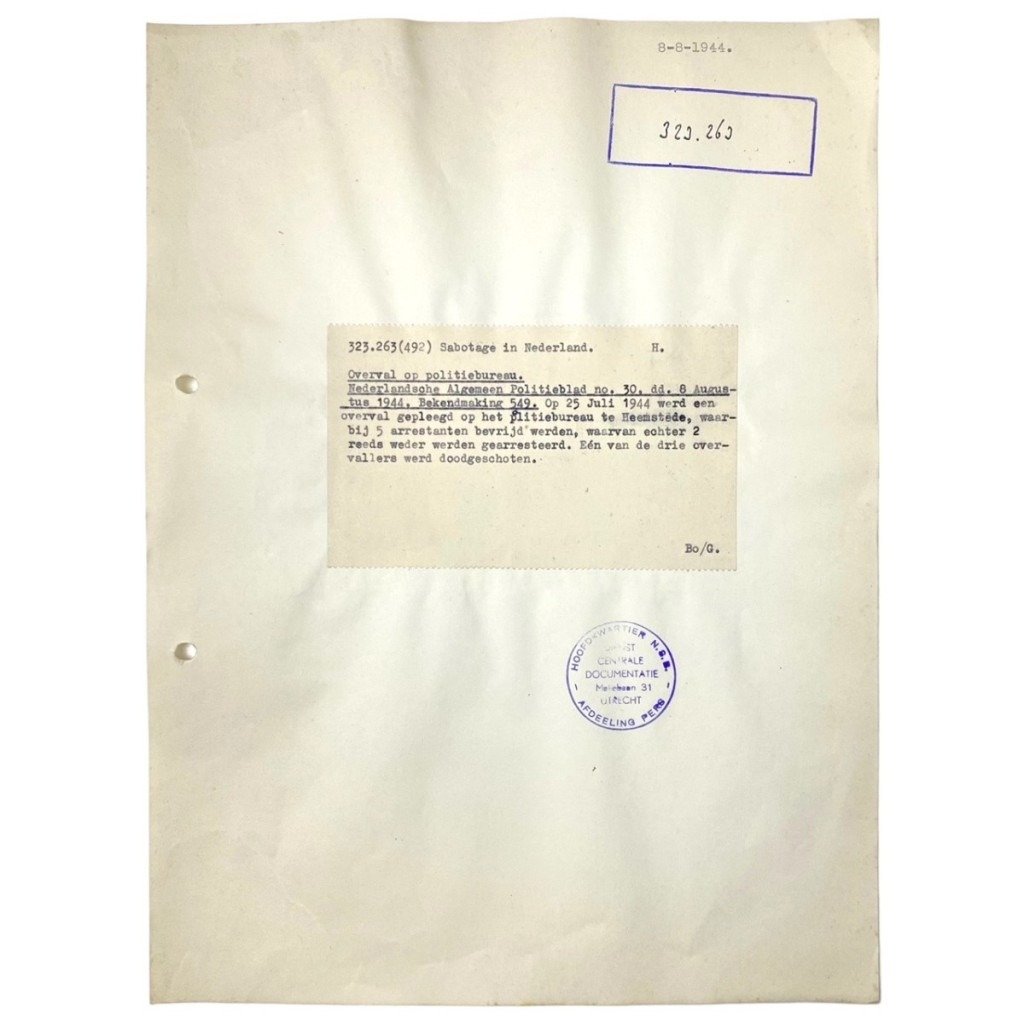 8-8-1944.
323.263
323.263(492) Sabotage in Nederland. H.
Overval op politiebureau.
Nederlandsche Algemeen Politieblad no. 30, dd. 8 Augus-
tus 1944, Bekendmaking 549. Op 25 Juli 1944 werd een
overval gepleegd op het plitiebureau te Heemstede, waar-
bij 5 arrestanten bevrijd werden, waarvan echter 2
reeds weder werden gearresteerd. Eén van de drie over-
vallers werd doodgeschoten.
Bo/G.
HOOFDKWARTIER N.S.B.
DIENST
CENTRALE
DOCUMENTATIE
Maliebaan 31
UTRECHT
- AFDEELING PERS -